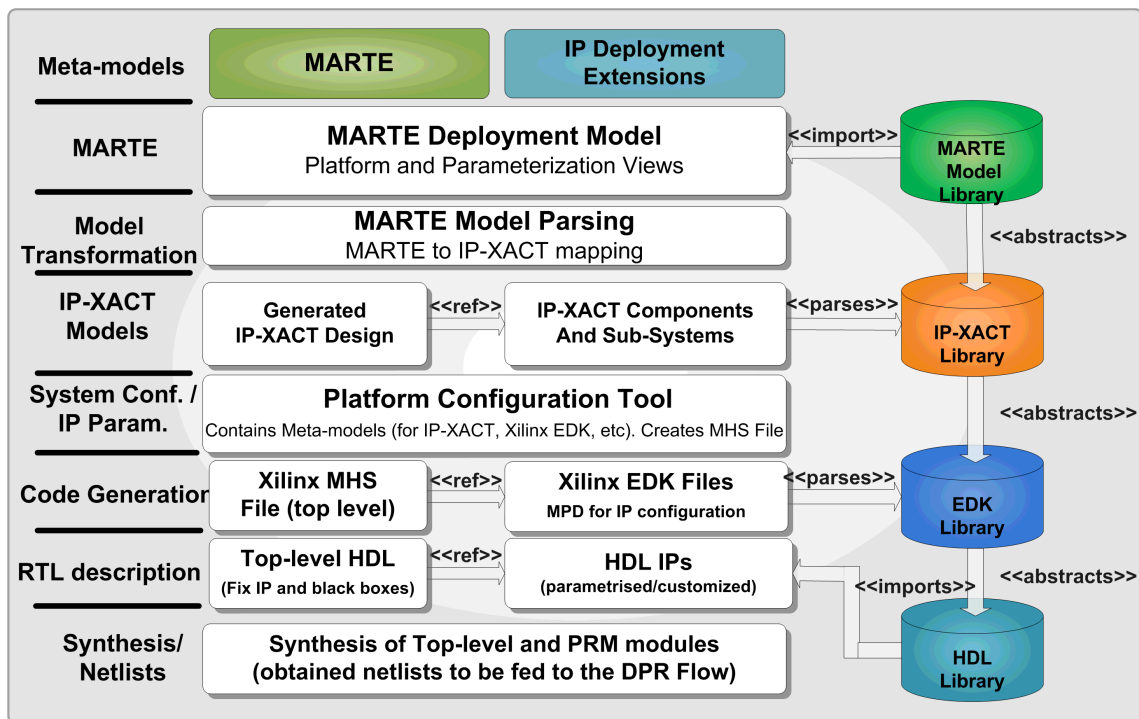 Meta-models
MARTE
IP Deployment
Extensions
MARTE
MARTE Deployment Model
Platform and Parameterization Views
<<import>>
MARTE
Model
Library
Model
Transformation
MARTE Model Parsing
MARTE to IP-XACT mapping
<<abstracts>>
IP-XACT
Models
Generated
IP-XACT Design
<<ref>>
IP-XACT Components
And Sub-Systems
<<parses>>
IP-XACT
Library
System Conf. /
IP Param.
Platform Configuration Tool
Contains Meta-models (for IP-XACT, Xilinx EDK, etc). Creates MHS File
<<abstracts>>
Code Generation
Xilinx MHS
File (top level)
<<ref>>
Xilinx EDK Files
MPD for IP configuration
<<parses>>
EDK
Library
RTL description
Top-level HDL
(Fix IP and black boxes)
<<ref>>
HDL IPs
(parametrised/customized)
<<imports>>
<<abstracts>>
Synthesis/
Netlists
Synthesis of Top-level and PRM modules
(obtained netlists to be fed to the DPR Flow)
HDL
Library